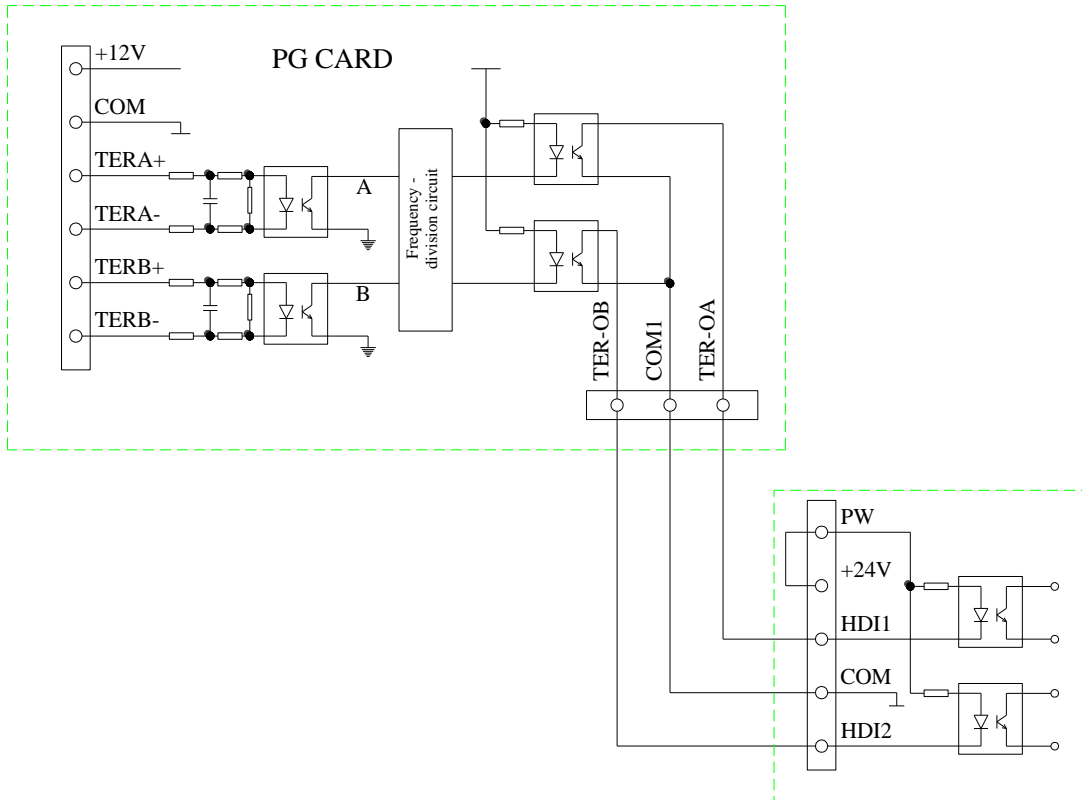 +12V
PG CARD
COM
TERA+
A
TERA-
Frequency -
division circuit
TERB+
B
TERB-
TER-OB
COM1
TER-OA
PW
+24V
HDI1
COM
HDI2